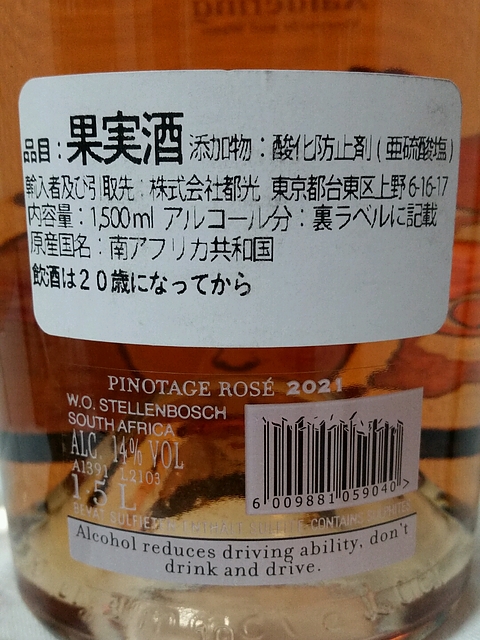 品目：果実酒 添加物：酸化防止剤(亜硫酸塩)
輸入者及び引取先：株式会社都光 東京都台東区上野6-16-17
内容量：1,500ml アルコール分：裏ラベルに記載
原産国名：南アフリカ共和国
飲酒は20歳になってから
PINOTAGE ROSÉ 2021
W.O. STELLENBOSCH
SOUTH AFRICA
ALC. 14% VOL
A1391 L2103
1.5 L
6 009881 059040 >
CONTAINS SULPHITES
Alcohol reduces driving ability, don't
drink and drive.